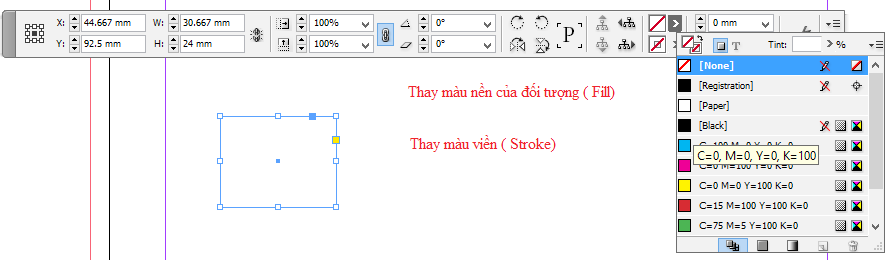 X: 44.667 mm W: 30.667 mm 100% 0° P 0 mm
Y: 92.5 mm H: 24 mm 100% 0°
T Tint: %
[None]
Thay màu nền của đối tượng ( Fill)
[Registration]
[Paper]
[Black]
Thay màu viền ( Stroke)
C=100 M=0 Y=0 K=0
C=0, M=0, Y=0, K=100
C=0 M=0 Y=100 K=0
C=15 M=100 Y=100 K=0
C=75 M=5 Y=100 K=0